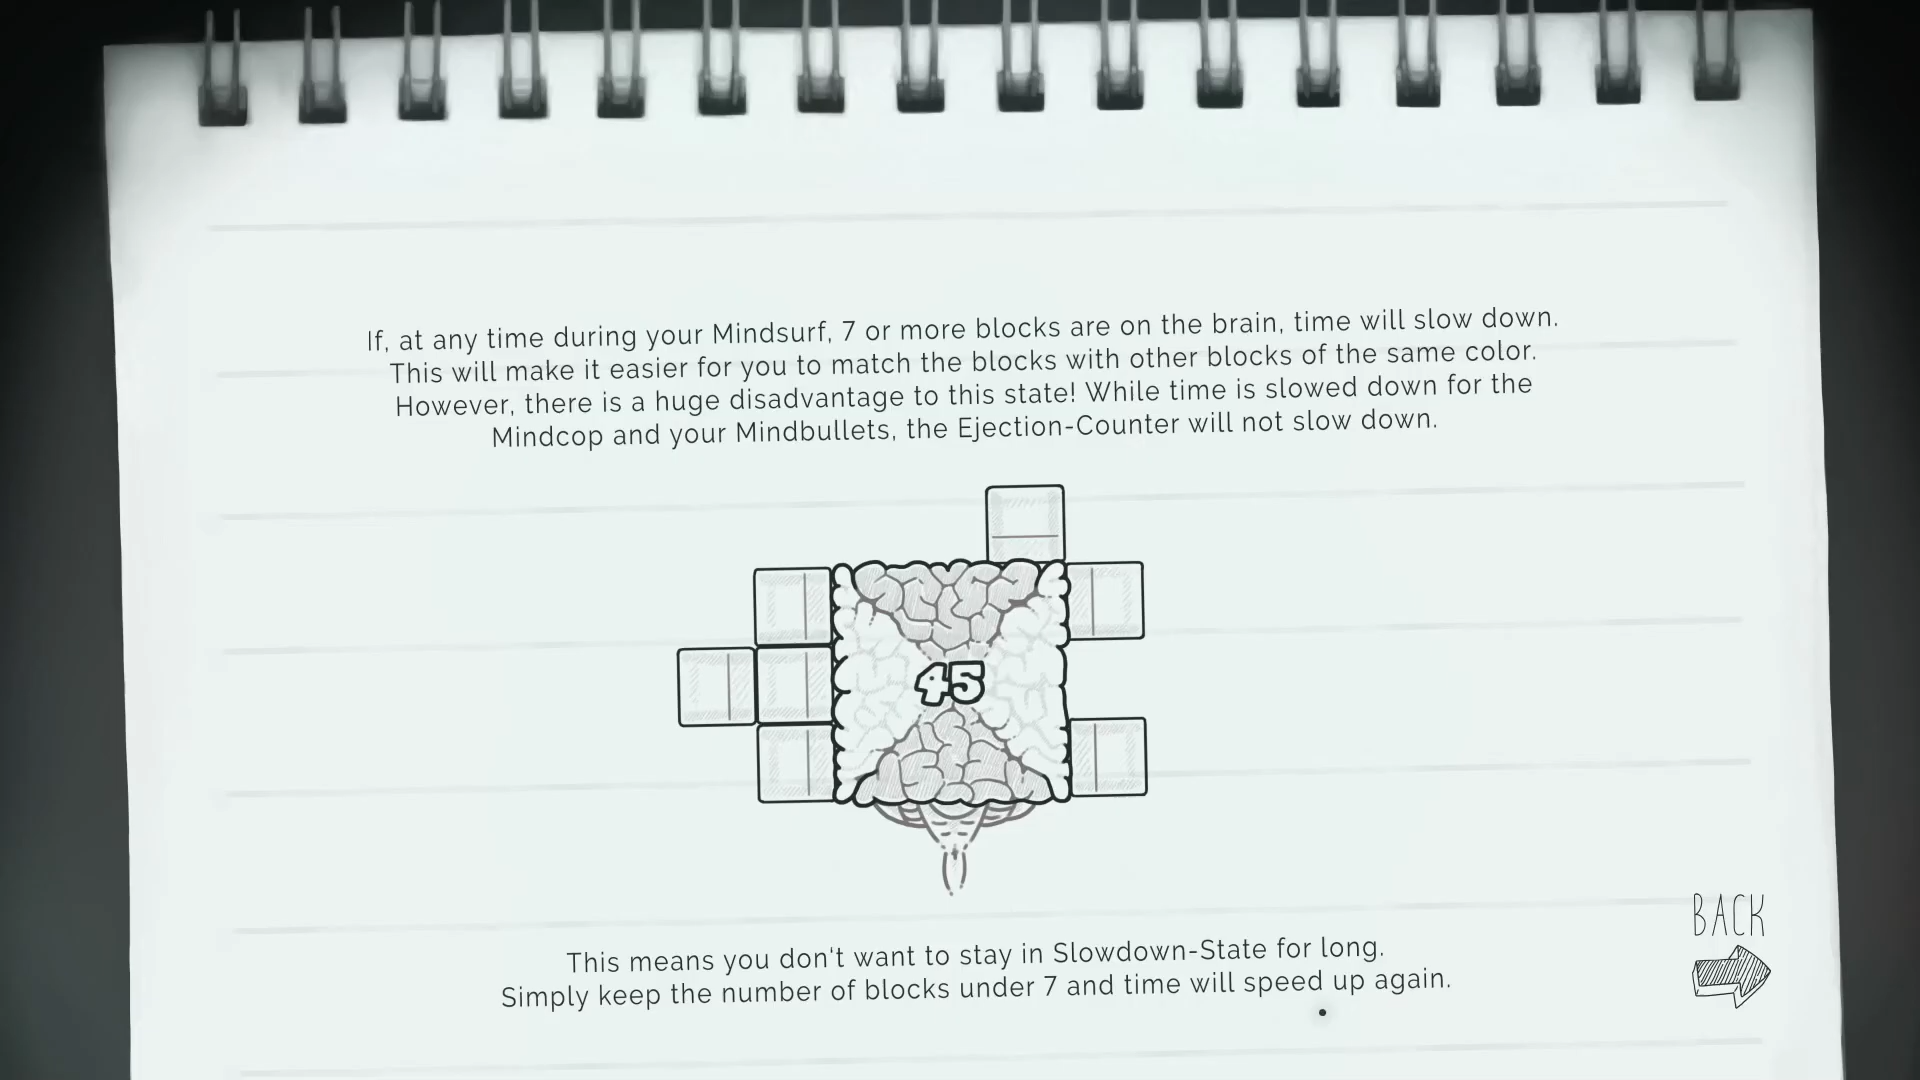 If, at any time during your Mindsurf, 7 or more blocks are on the brain, time will slow down.
This will make it easier for you to match the blocks with other blocks of the same color.
However, there is a huge disadvantage to this state! While time is slowed down for the
Mindcop and your Mindbullets, the Ejection-Counter will not slow down.
45
BACK
This means you don't want to stay in Slowdown-State for long.
Simply keep the number of blocks under 7 and time will speed up again.